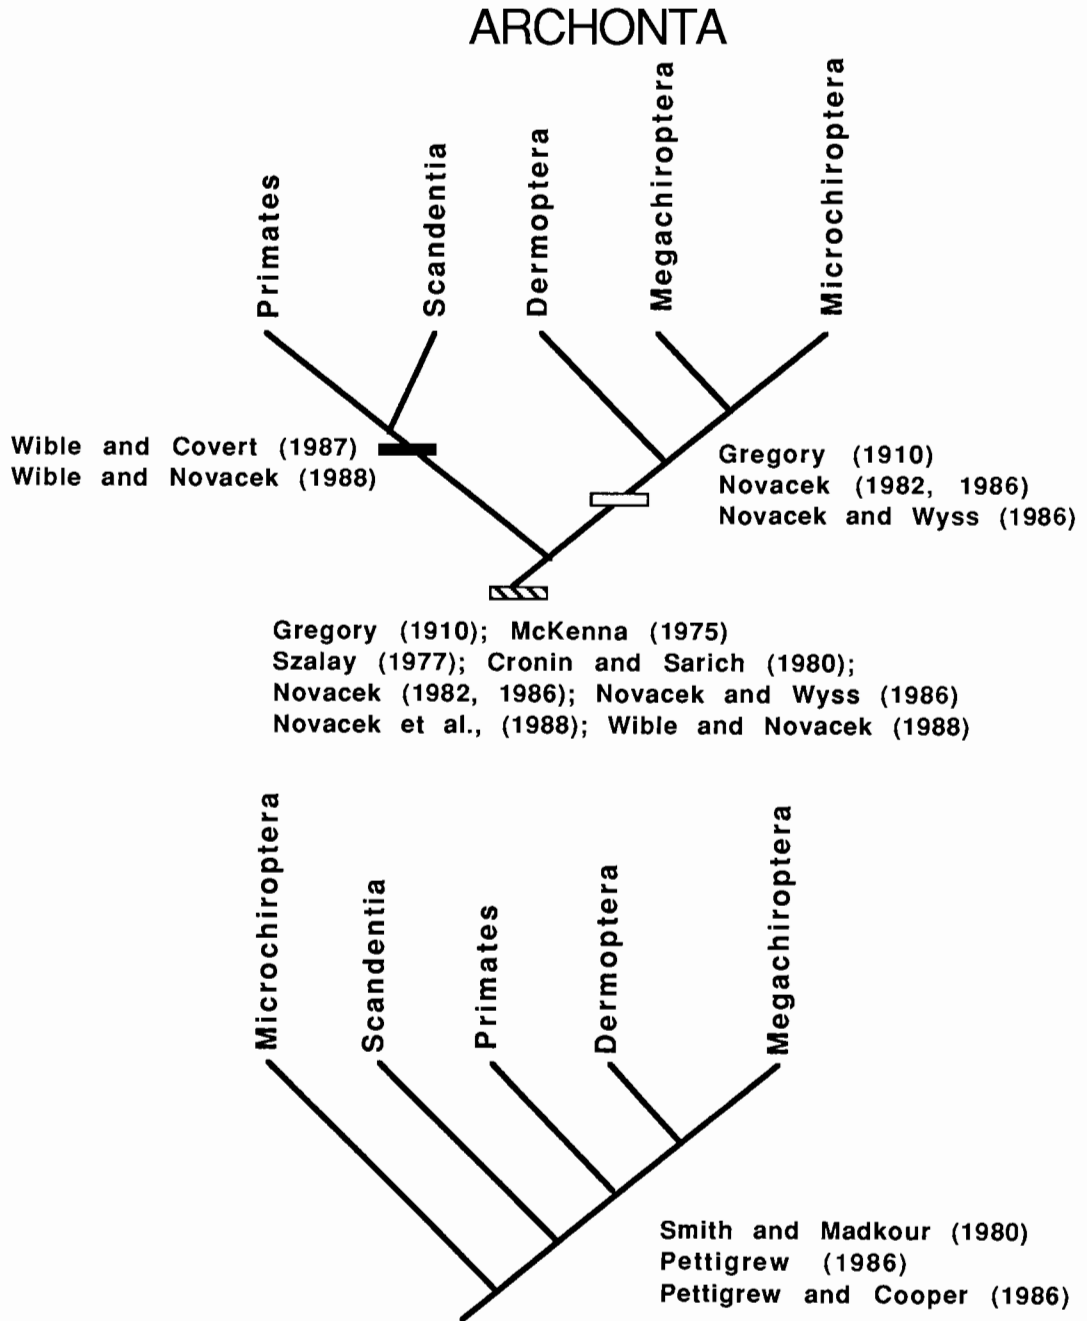 ARCHONTA
Primates
Scandentia
Dermoptera
Megachiroptera
Microchiroptera
Wible and Covert (1987)
Wible and Novacek (1988)
Gregory (1910)
Novacek (1982, 1986)
Novacek and Wyss (1986)
Gregory (1910); McKenna (1975)
Szalay (1977); Cronin and Sarich (1980);
Novacek (1982, 1986); Novacek and Wyss (1986)
Novacek et al., (1988); Wible and Novacek (1988)
Microchiroptera
Scandentia
Primates
Dermoptera
Megachiroptera
Smith and Madkour (1980)
Pettigrew (1986)
Pettigrew and Cooper (1986)